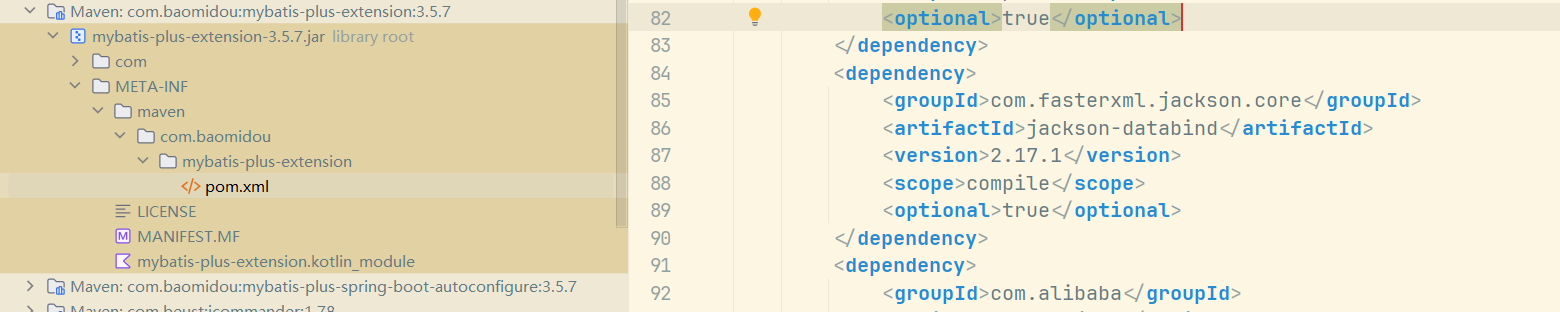 Maven: com.baomidou:mybatis-plus-extension:3.5.7
mybatis-plus-extension-3.5.7.jar library root
com
META-INF
maven
com.baomidou
mybatis-plus-extension
</> pom.xml
LICENSE
MANIFEST.MF
mybatis-plus-extension.kotlin_module
Maven: com.baomidou:mybatis-plus-spring-boot-autoconfigure:3.5.7
Maven: com.beust:jcommander:1.78
82 <optional>true</optional>
83 </dependency>
84 <dependency>
85 <groupId>com.fasterxml.jackson.core</groupId>
86 <artifactId>jackson-databind</artifactId>
87 <version>2.17.1</version>
88 <scope>compile</scope>
89 <optional>true</optional>
90 </dependency>
91 <dependency>
92 <groupId>com.alibaba</groupId>